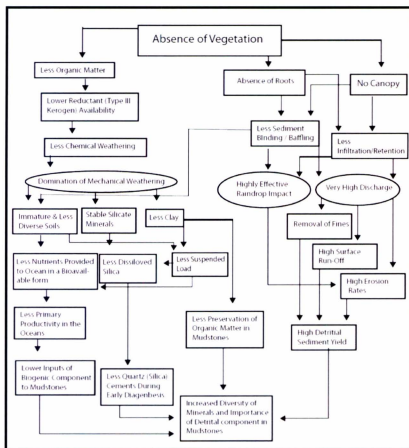 Absence of Vegetation
Less Organic Matter
Absence of Roots
No Canopy
Lower Reductant (Type III
Kerogen) Availability
Less Sediment
Binding - Baffling
Less
Infiltration/Retention
Less Chemical Weathering
Domination of Mechanical Weathering
Highly Effective
Raindrop Impact
Very High Discharge
Immature & Less
Diverse Soils
Stable Silicate
Minerals
Less Clay
Removal of Fines
High Surface
Run-Off
Less Nutrients Provided
to Ocean in a Bioavail-
able form
Less Dissuloved
Silica
Less Suspended
Load
High Erosion
Rates
Less Primary
Productivity in the
Oceans
Less Preservation of
Organic Matter in
Mudstones
High Detritial
Sediment Yield
Lower Inputs of
Biogenic Component
to Mudstones
Less Quartz (Silica)
Cements During
Early Diagenbesis
Increased Diversity of
Minerals and Importance
of Detrital component in
Mudstones